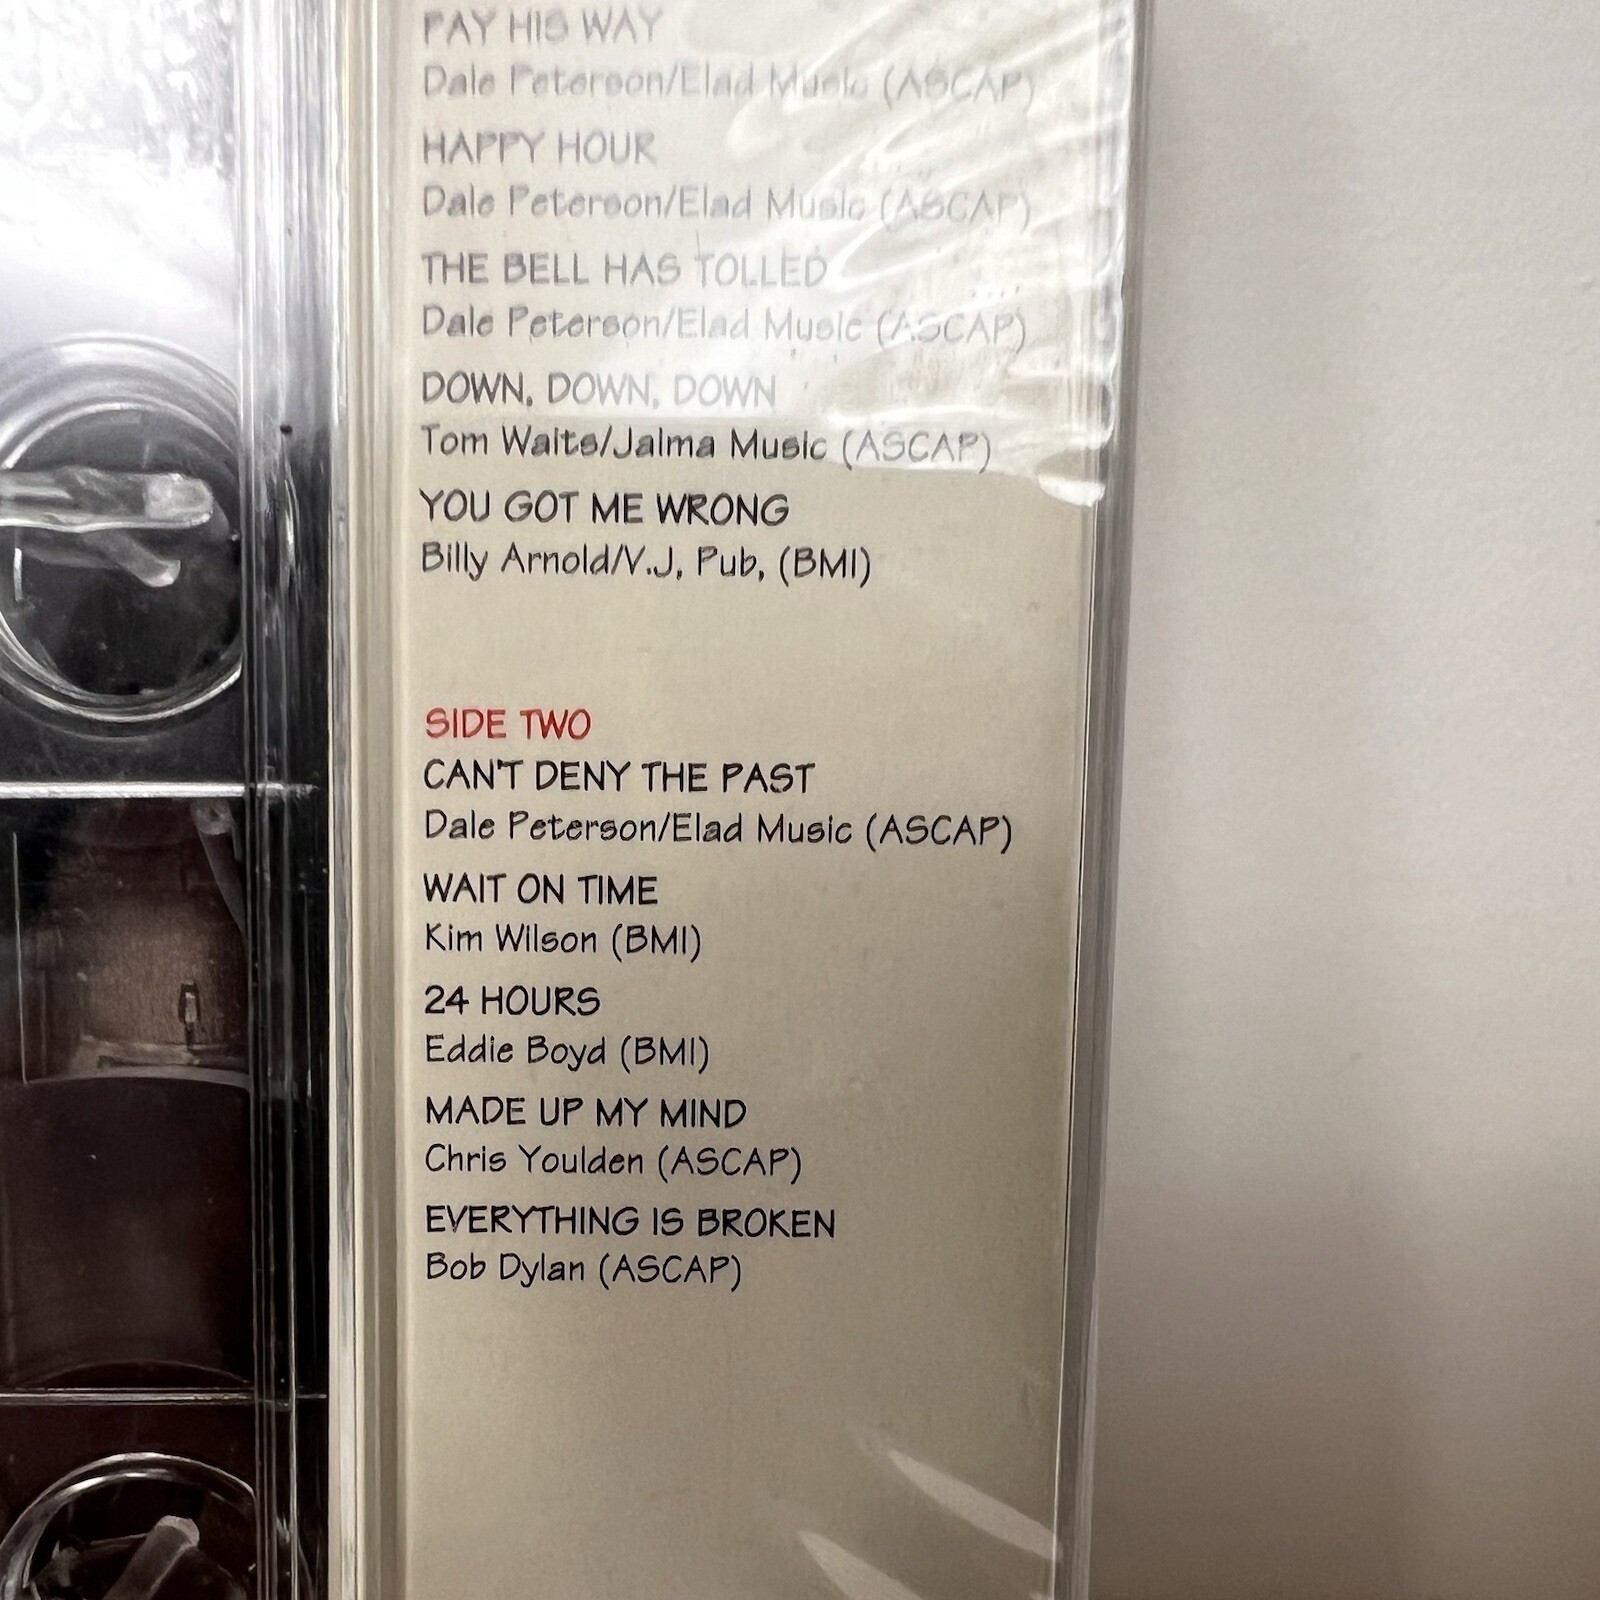 PAY HIS WAY
Dale Peterson/Elad Music (ASCAP)
HAPPY HOUR
Dale Peterson/Elad Music (ASCAP)
THE BELL HAS TOLLED
Dale Peterson/Elad Music (ASCAP)
DOWN, DOWN, DOWN
Tom Waits/Jalma Music (ASCAP)
YOU GOT ME WRONG
Billy Arnold/V.J, Pub, (BMI)
SIDE TWO
CAN'T DENY THE PAST
Dale Peterson/Elad Music (ASCAP)
WAIT ON TIME
Kim Wilson (BMI)
24 HOURS
Eddie Boyd (BMI)
MADE UP MY MIND
Chris Youlden (ASCAP)
EVERYTHING IS BROKEN
Bob Dylan (ASCAP)